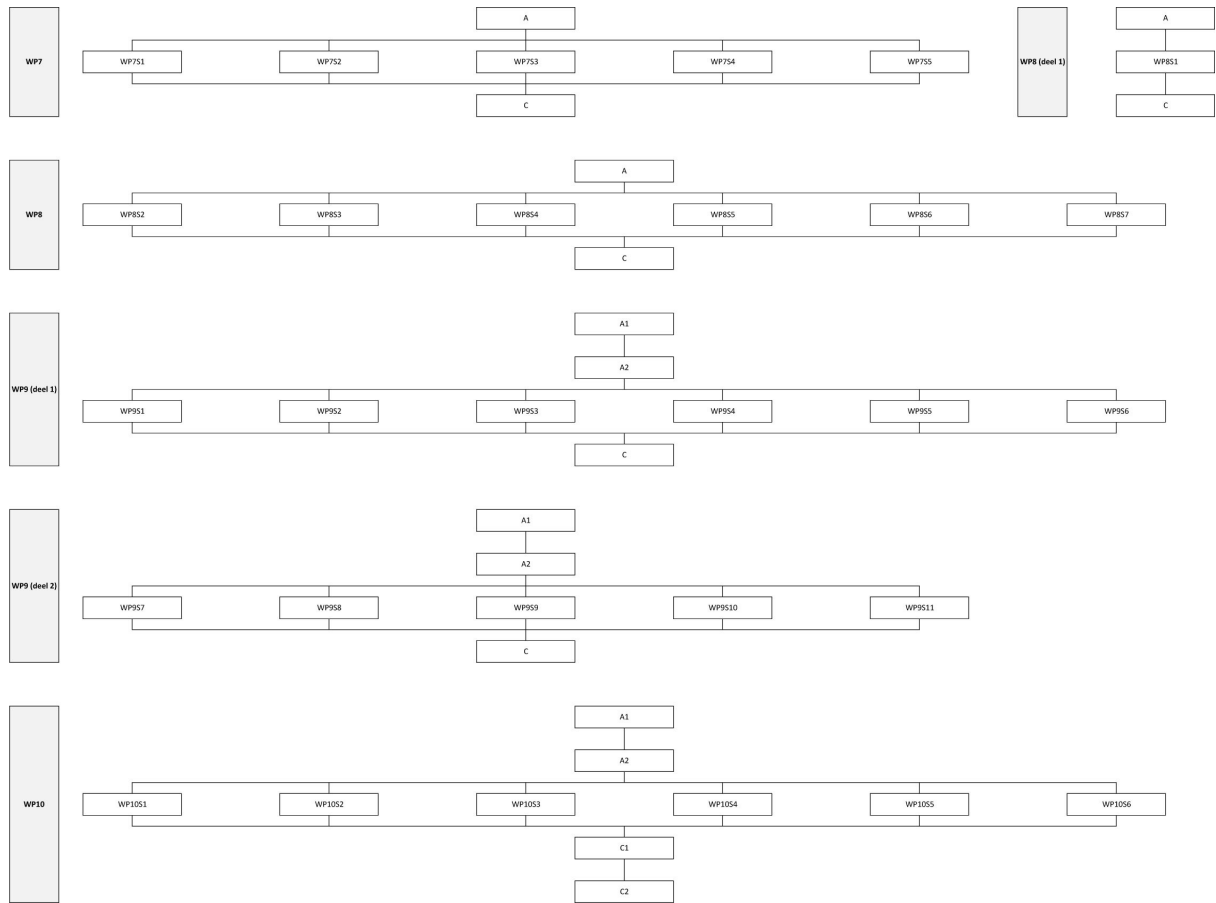 A
WP7
WP7S1
WP7S2
WP7S3
WP7S4
WP7S5
C
A
WP8 (deel 1)
WP8S1
C
A
WP8
WP8S2
WP8S3
WP8S4
WP8S5
WP8S6
WP8S7
C
A1
A2
WP9 (deel 1)
WP9S1
WP9S2
WP9S3
WP9S4
WP9S5
WP9S6
C
A1
A2
WP9 (deel 2)
WP9S7
WP9S8
WP9S9
WP9S10
WP9S11
C
A1
A2
WP10
WP10S1
WP10S2
WP10S3
WP10S4
WP10S5
WP10S6
C1
C2